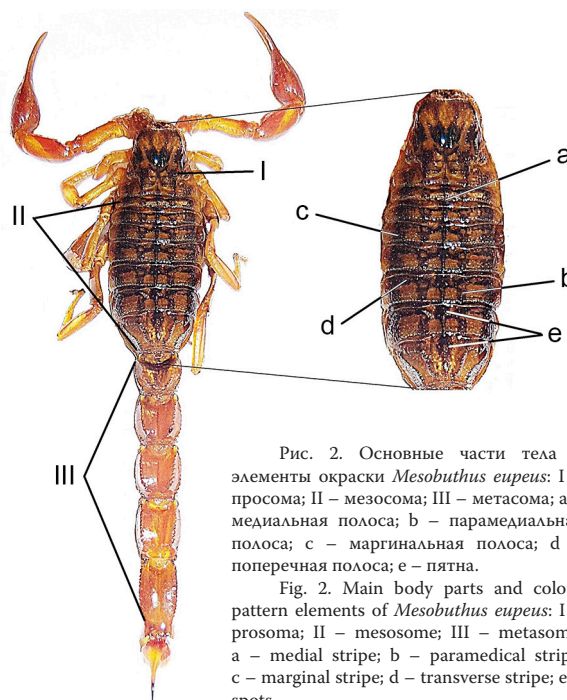 I
II
III
a
c
b
d
e
Рис. 2. Основные части тела
элементы окраски Mesobuthus eupeus: I
просома; II – мезосома; III – метасома; a
медиальная полоса; b – парамедиальна
полоса; c – маргинальная полоса; d
поперечная полоса; e – пятна.
Fig. 2. Main body parts and colo
pattern elements of Mesobuthus eupeus: I
prosoma; II – mesosome; III – metasom
a – medial stripe; b – paramedical strip
c – marginal stripe; d – transverse stripe; e
spots